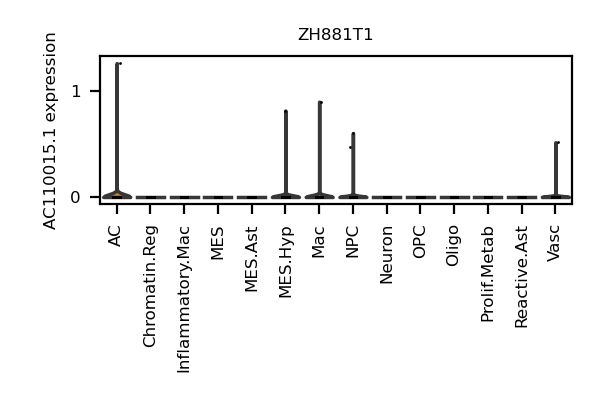 ZH881T1
AC110015.1 expression
1
0
AC
Chromatin.Reg
Inflammatory.Mac
MES
MES.Ast
MES.Hyp
Mac
NPC
Neuron
OPC
Oligo
Prolif.Metab
Reactive.Ast
Vasc